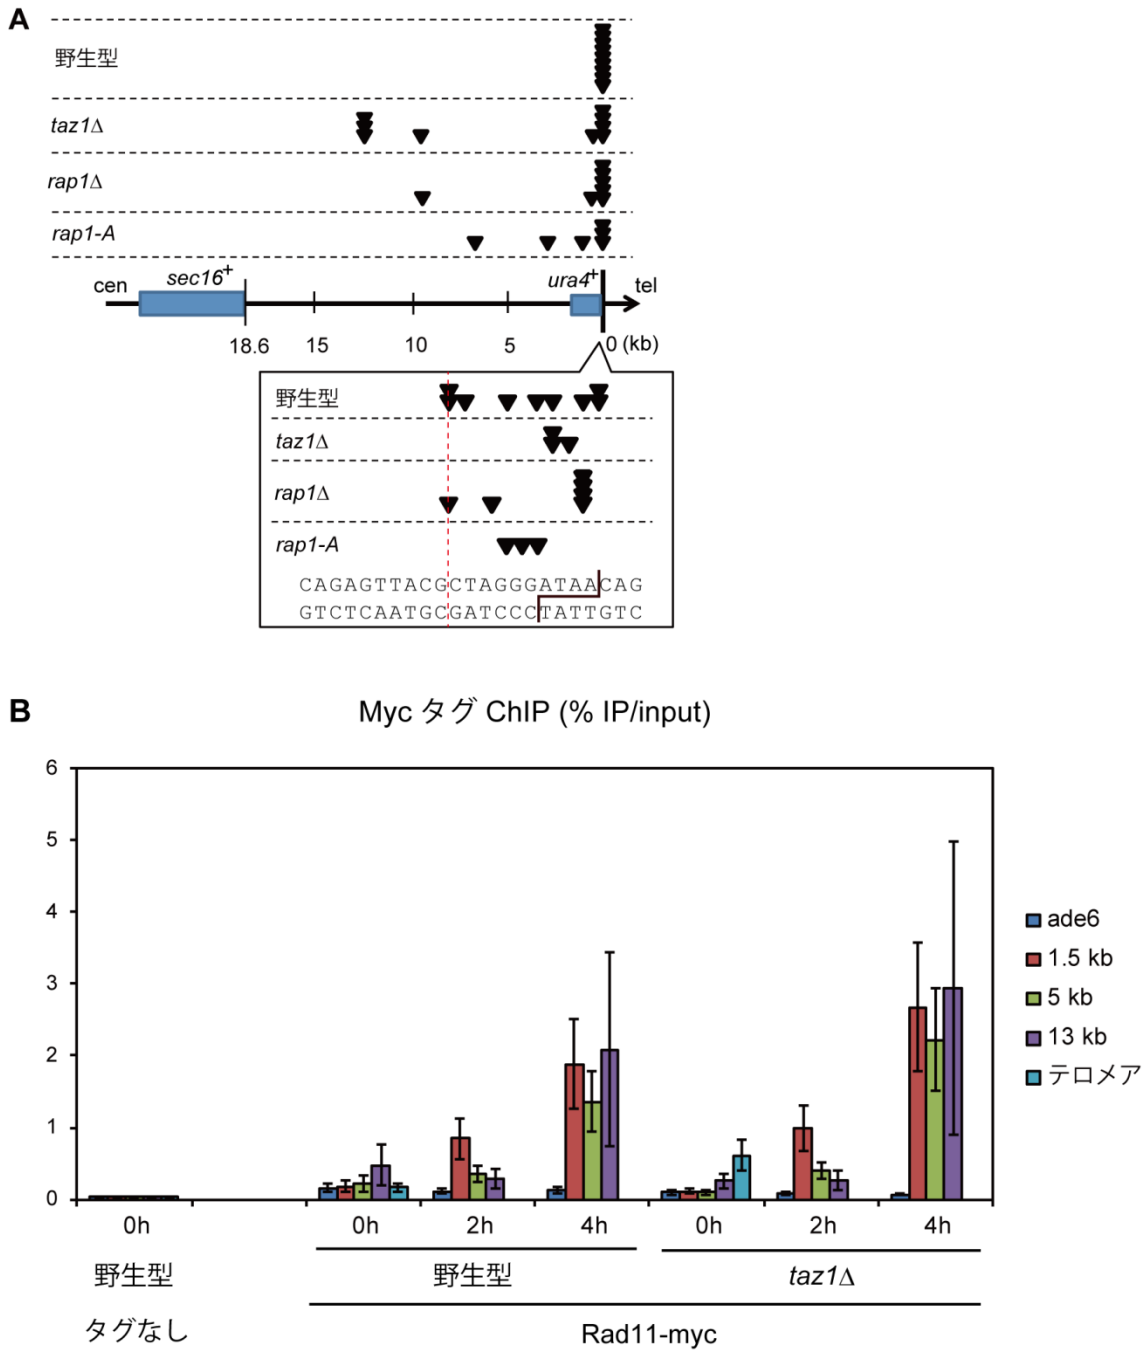 A
野生型
taz1Δ
rap1Δ
rap1-A
cen sec16+ ura4+ tel
18.6 15 10 5 0 (kb)
野生型
taz1Δ
rap1Δ
rap1-A
CAGAGTTACGCTAGGGATAACAG
GTCTCAATGCGATCCCTATTGTC
B
Myc タグ ChIP (% IP/input)
6
5
4
3
2
1
0
ade6
1.5 kb
5 kb
13 kb
テロメア
0h 0h 2h 4h 0h 2h 4h
野生型 野生型 taz1Δ
タグなし Rad11-myc